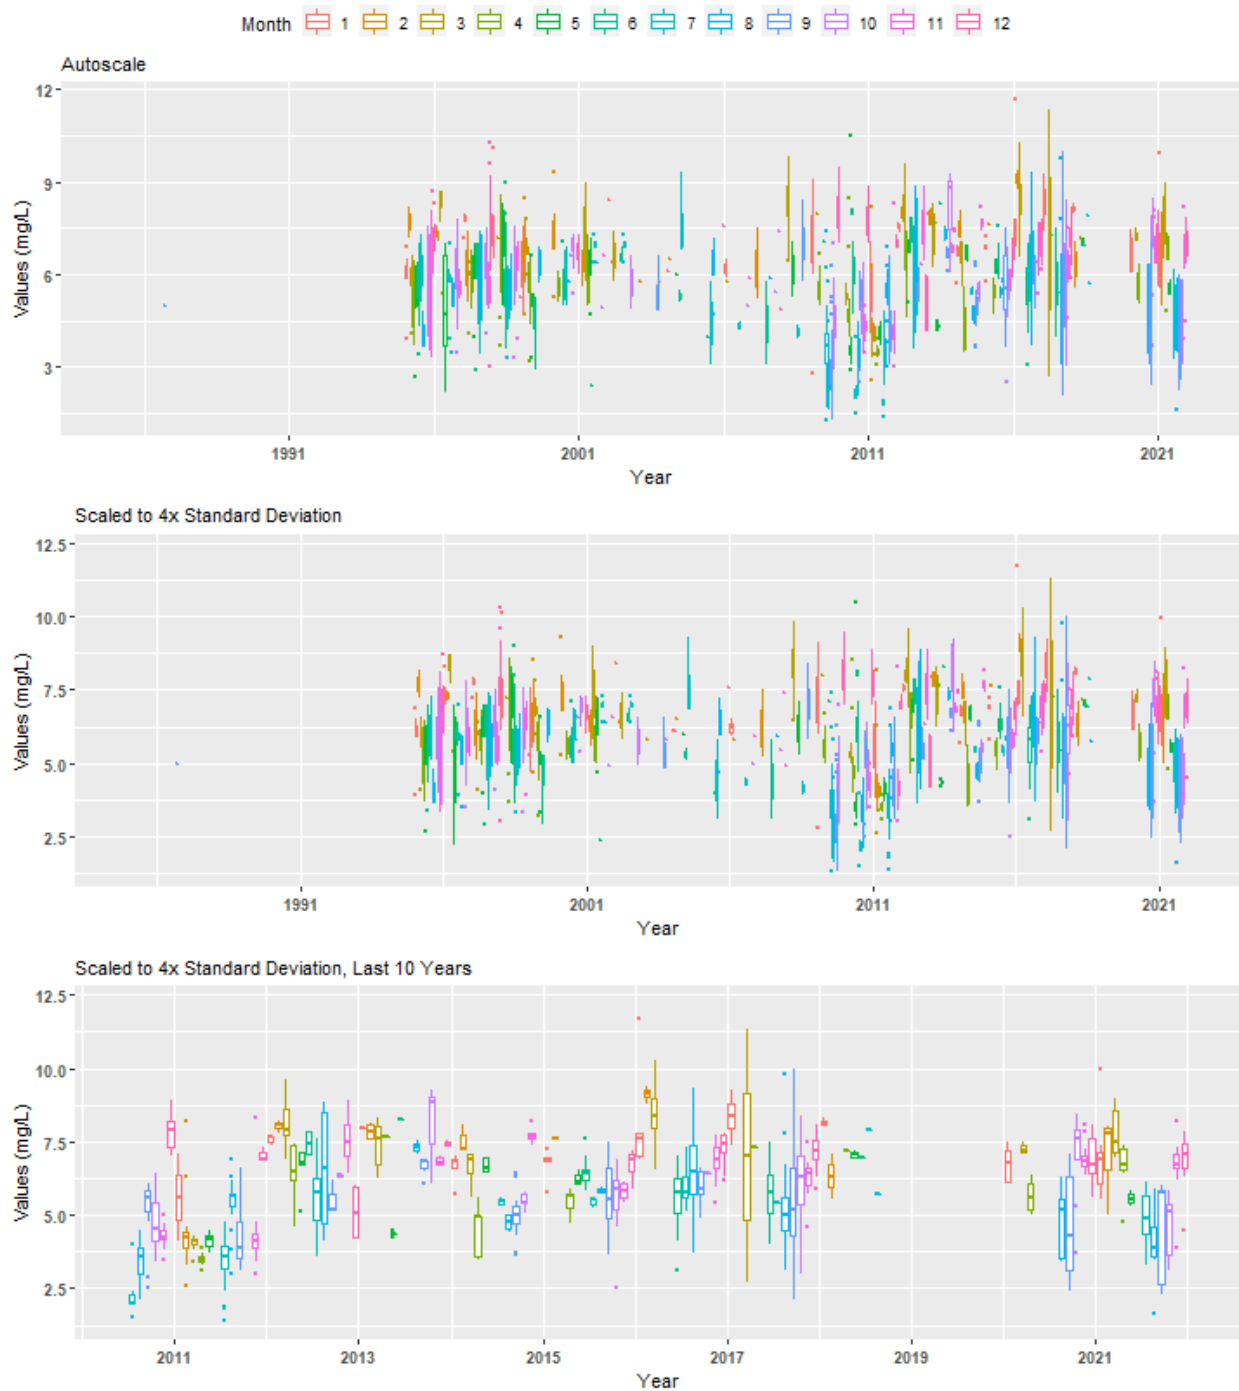 Month 1 2 3 4 5 6 7 8 9 10 11 12
Autoscale
12
9
6
3
Values (mg/L)
1991 2001 2011 2021
Year
Scaled to 4x Standard Deviation
12.5
10.0
7.5
5.0
2.5
Values (mg/L)
1991 2001 2011 2021
Year
Scaled to 4x Standard Deviation, Last 10 Years
12.5
10.0
7.5
5.0
2.5
Values (mg/L)
2011 2013 2015 2017 2019 2021
Year